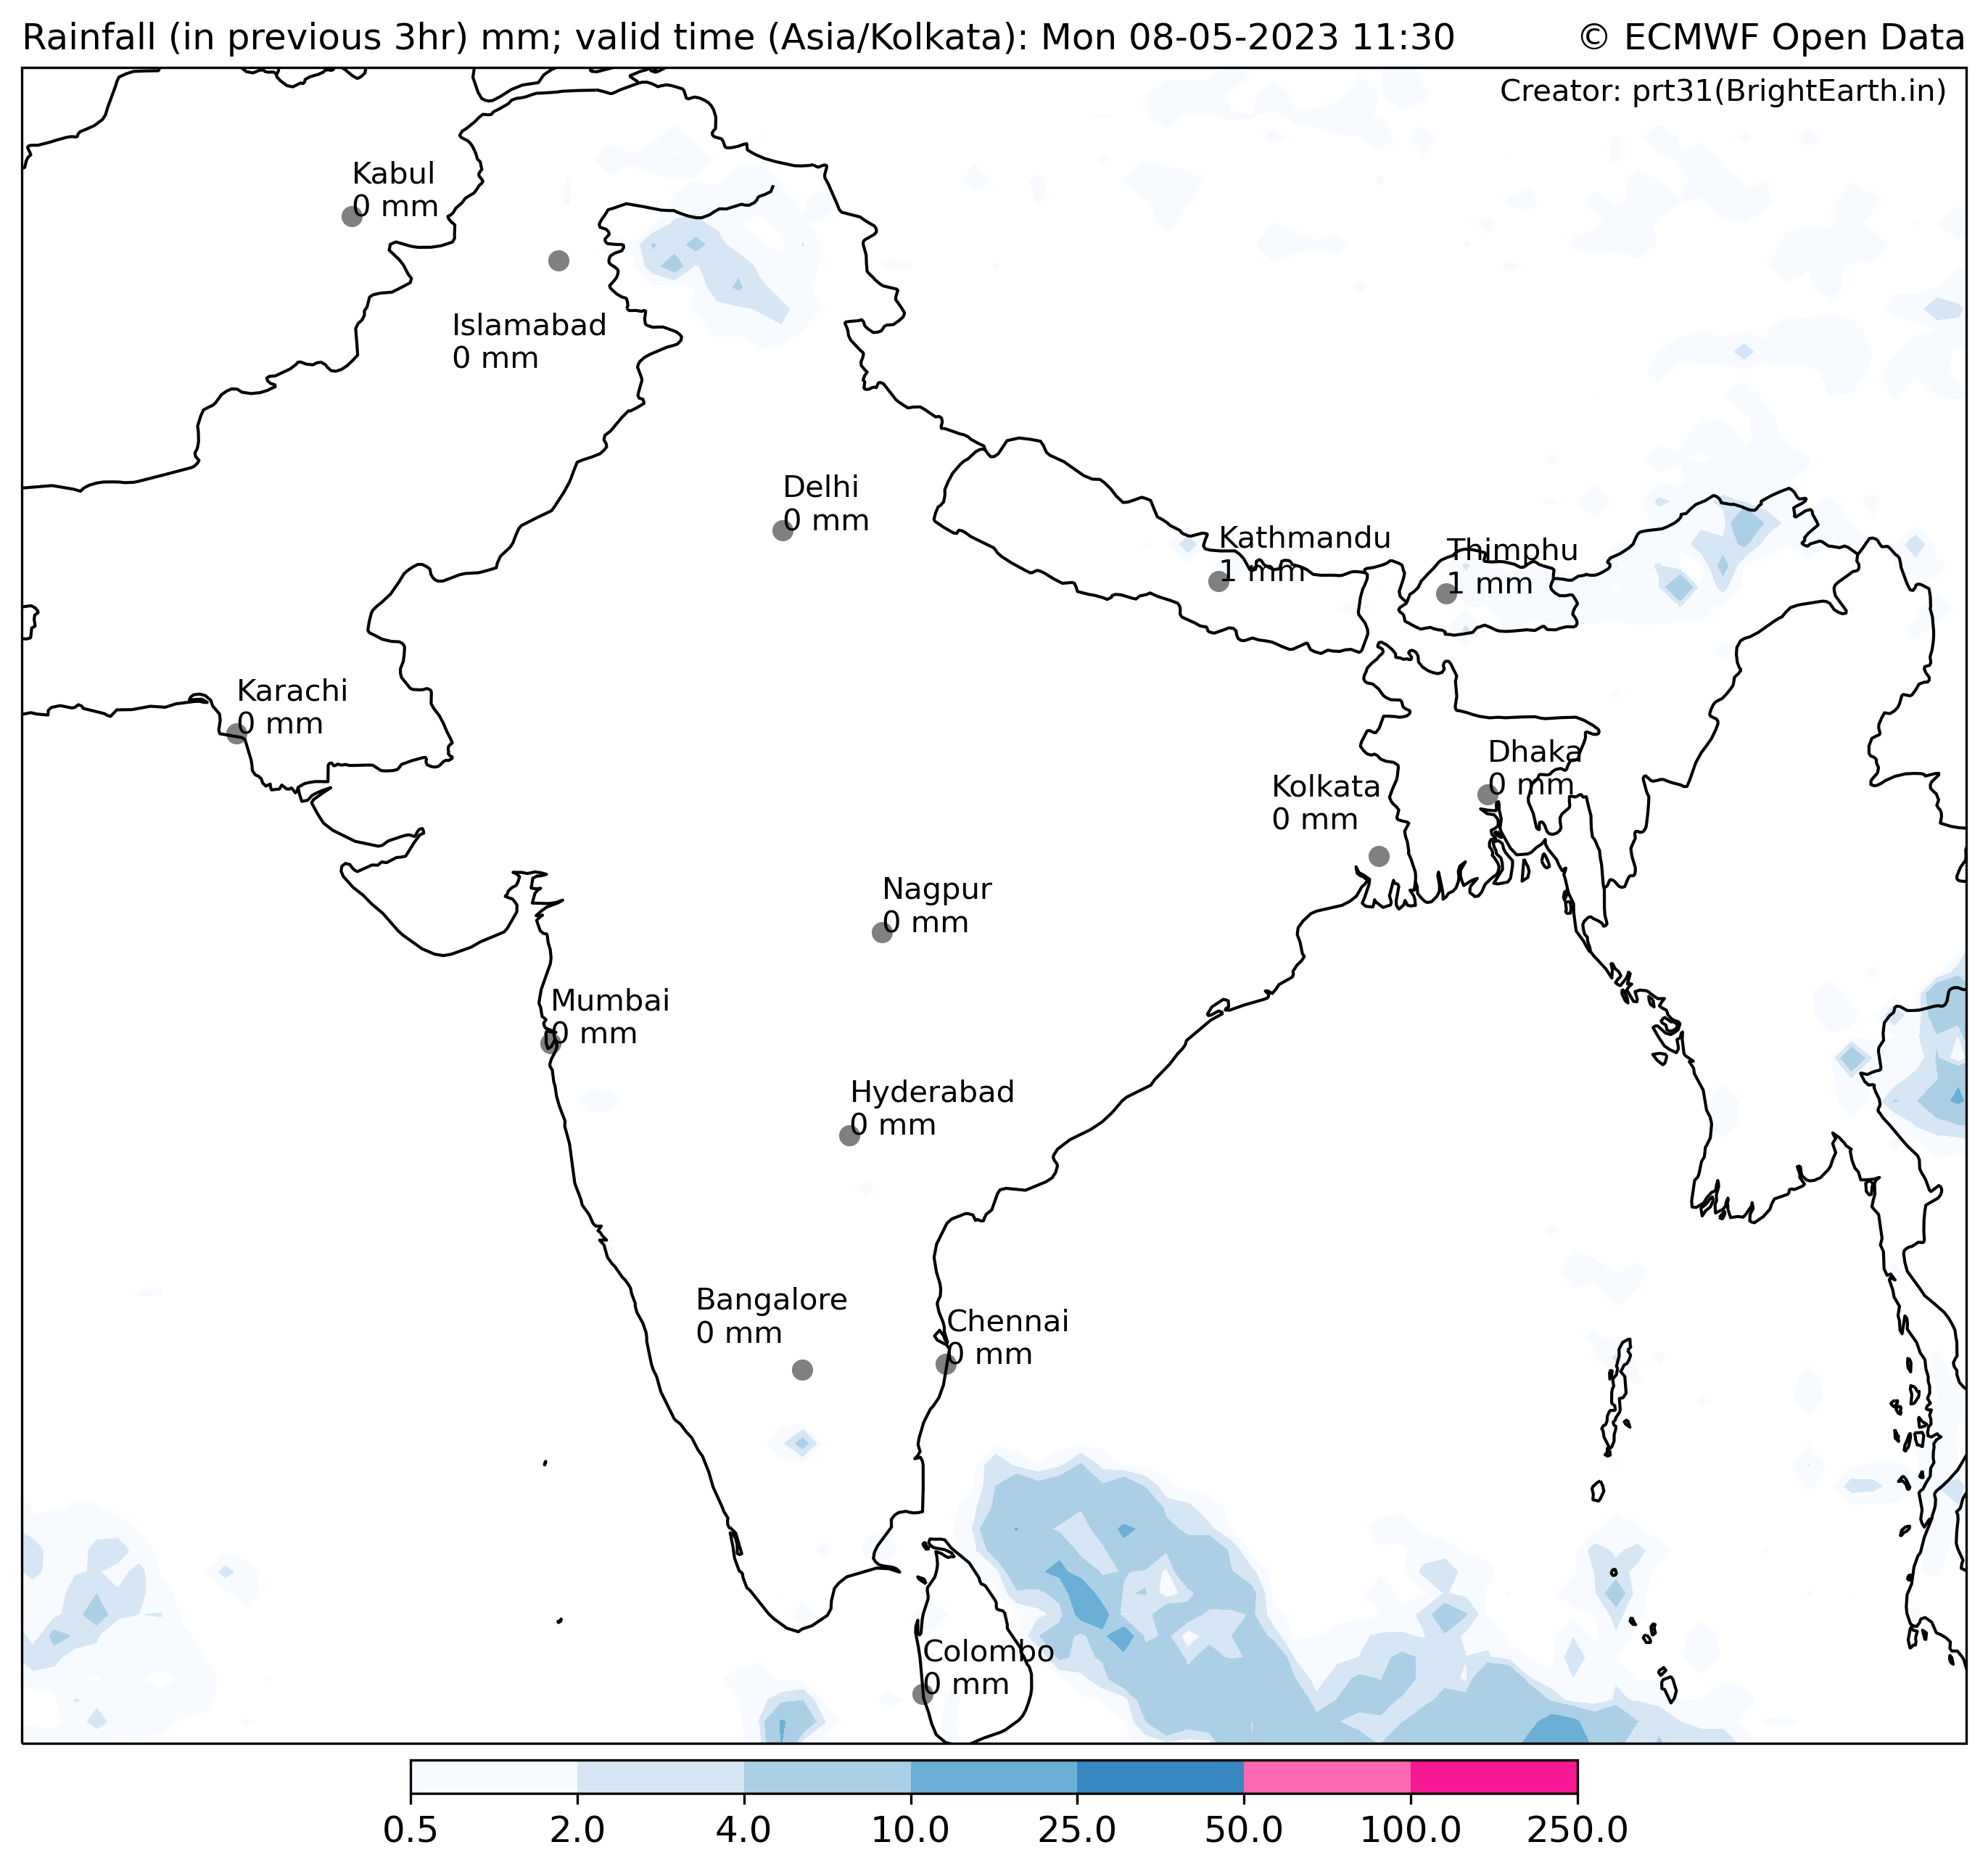 Rainfall (in previous 3hr) mm; valid time (Asia/Kolkata): Mon 08-05-2023 11:30
© ECMWF Open Data
Creator: prt31(BrightEarth.in)
Kabul
0 mm
Islamabad
0 mm
Delhi
0 mm
Kathmandu
1 mm
Thimphu
1 mm
Karachi
0 mm
Dhaka
0 mm
Kolkata
0 mm
Nagpur
0 mm
Mumbai
0 mm
Hyderabad
0 mm
Bangalore
0 mm
Chennai
0 mm
Colombo
0 mm
0.5 2.0 4.0 10.0 25.0 50.0 100.0 250.0